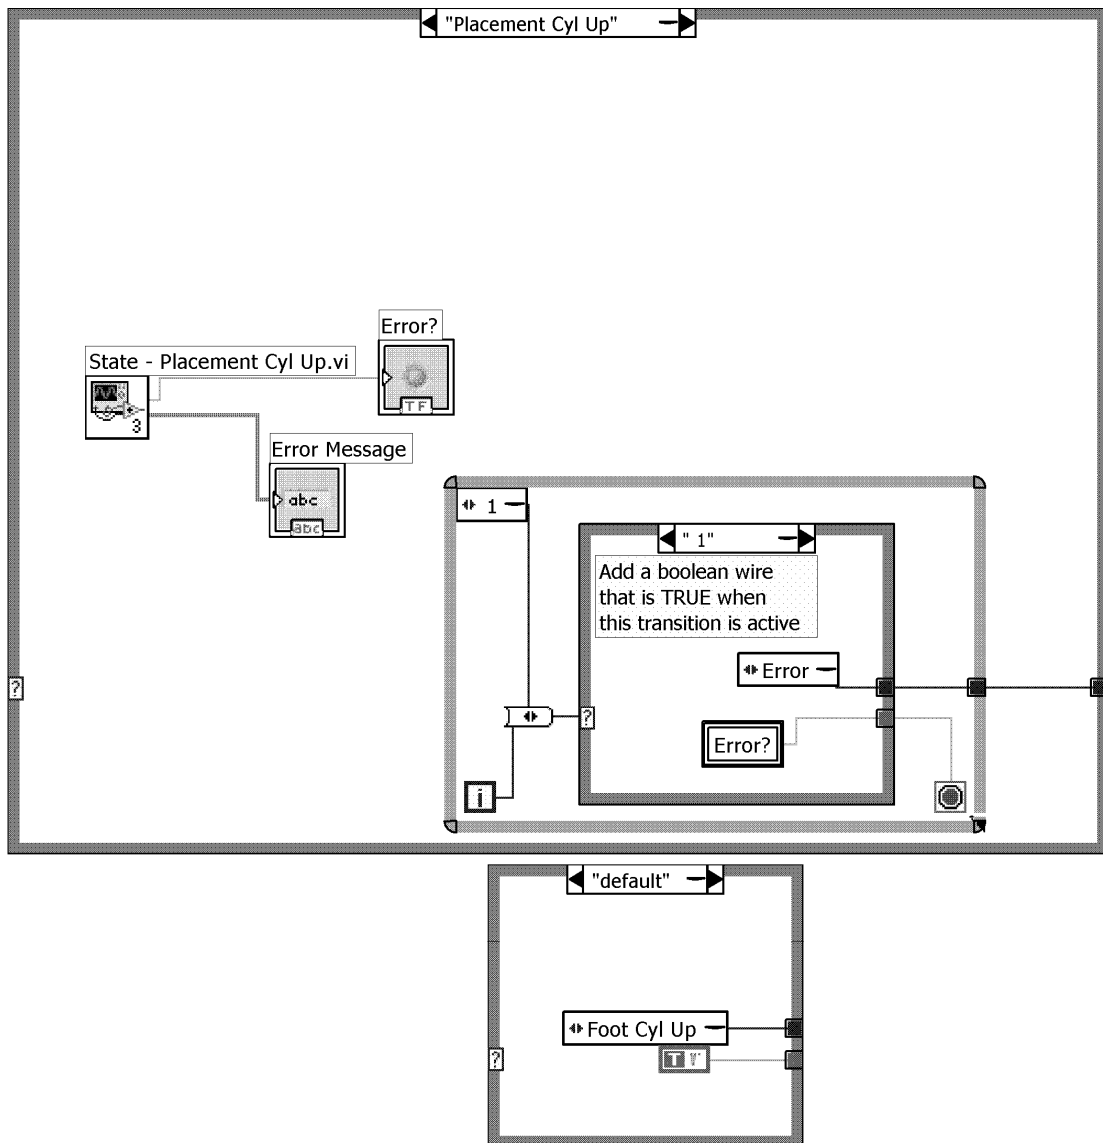 "Placement Cyl Up"
Error?
State - Placement Cyl Up.vi
TF
3
Error Message
abc
abc
1
" 1"
Add a boolean wire
that is TRUE when
this transition is active
Error
?
?
Error?
i
"default"
Foot Cyl Up
?
T